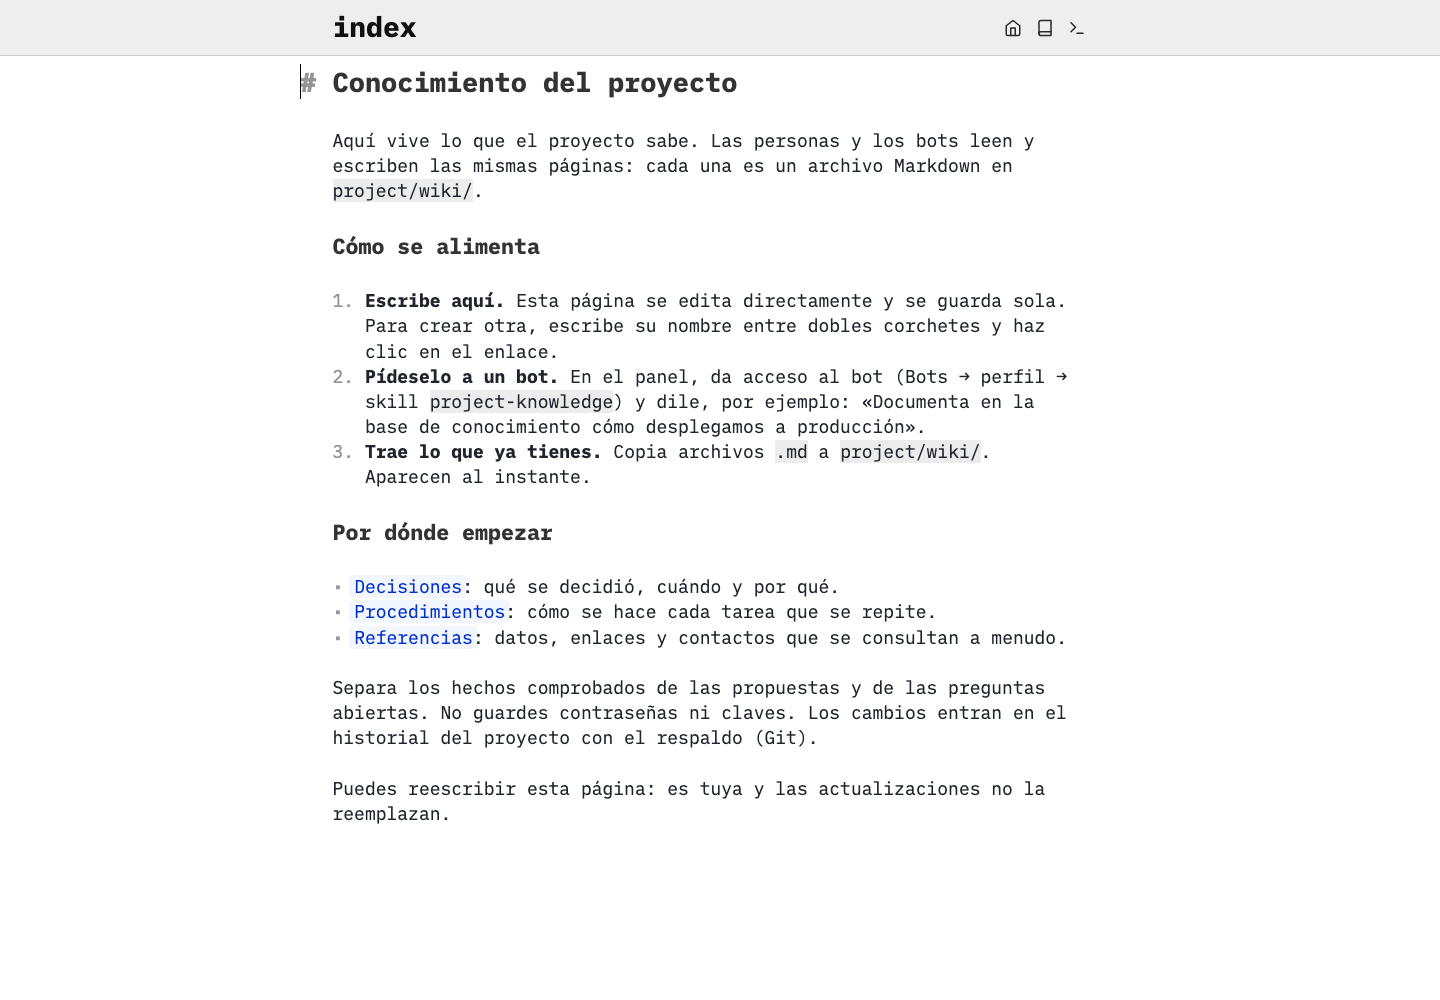 index
# Conocimiento del proyecto
Aquí vive lo que el proyecto sabe. Las personas y los bots leen y
escriben las mismas páginas: cada una es un archivo Markdown en
project/wiki/.
Cómo se alimenta
1. Escribe aquí. Esta página se edita directamente y se guarda sola.
Para crear otra, escribe su nombre entre dobles corchetes y haz
clic en el enlace.
2. Pídeselo a un bot. En el panel, da acceso al bot (Bots → perfil →
skill project-knowledge) y dile, por ejemplo: «Documenta en la
base de conocimiento cómo desplegamos a producción».
3. Trae lo que ya tienes. Copia archivos .md a project/wiki/.
Aparecen al instante.
Por dónde empezar
• Decisiones: qué se decidió, cuándo y por qué.
• Procedimientos: cómo se hace cada tarea que se repite.
• Referencias: datos, enlaces y contactos que se consultan a menudo.
Separa los hechos comprobados de las propuestas y de las preguntas
abiertas. No guardes contraseñas ni claves. Los cambios entran en el
historial del proyecto con el respaldo (Git).
Puedes reescribir esta página: es tuya y las actualizaciones no la
reemplazan.